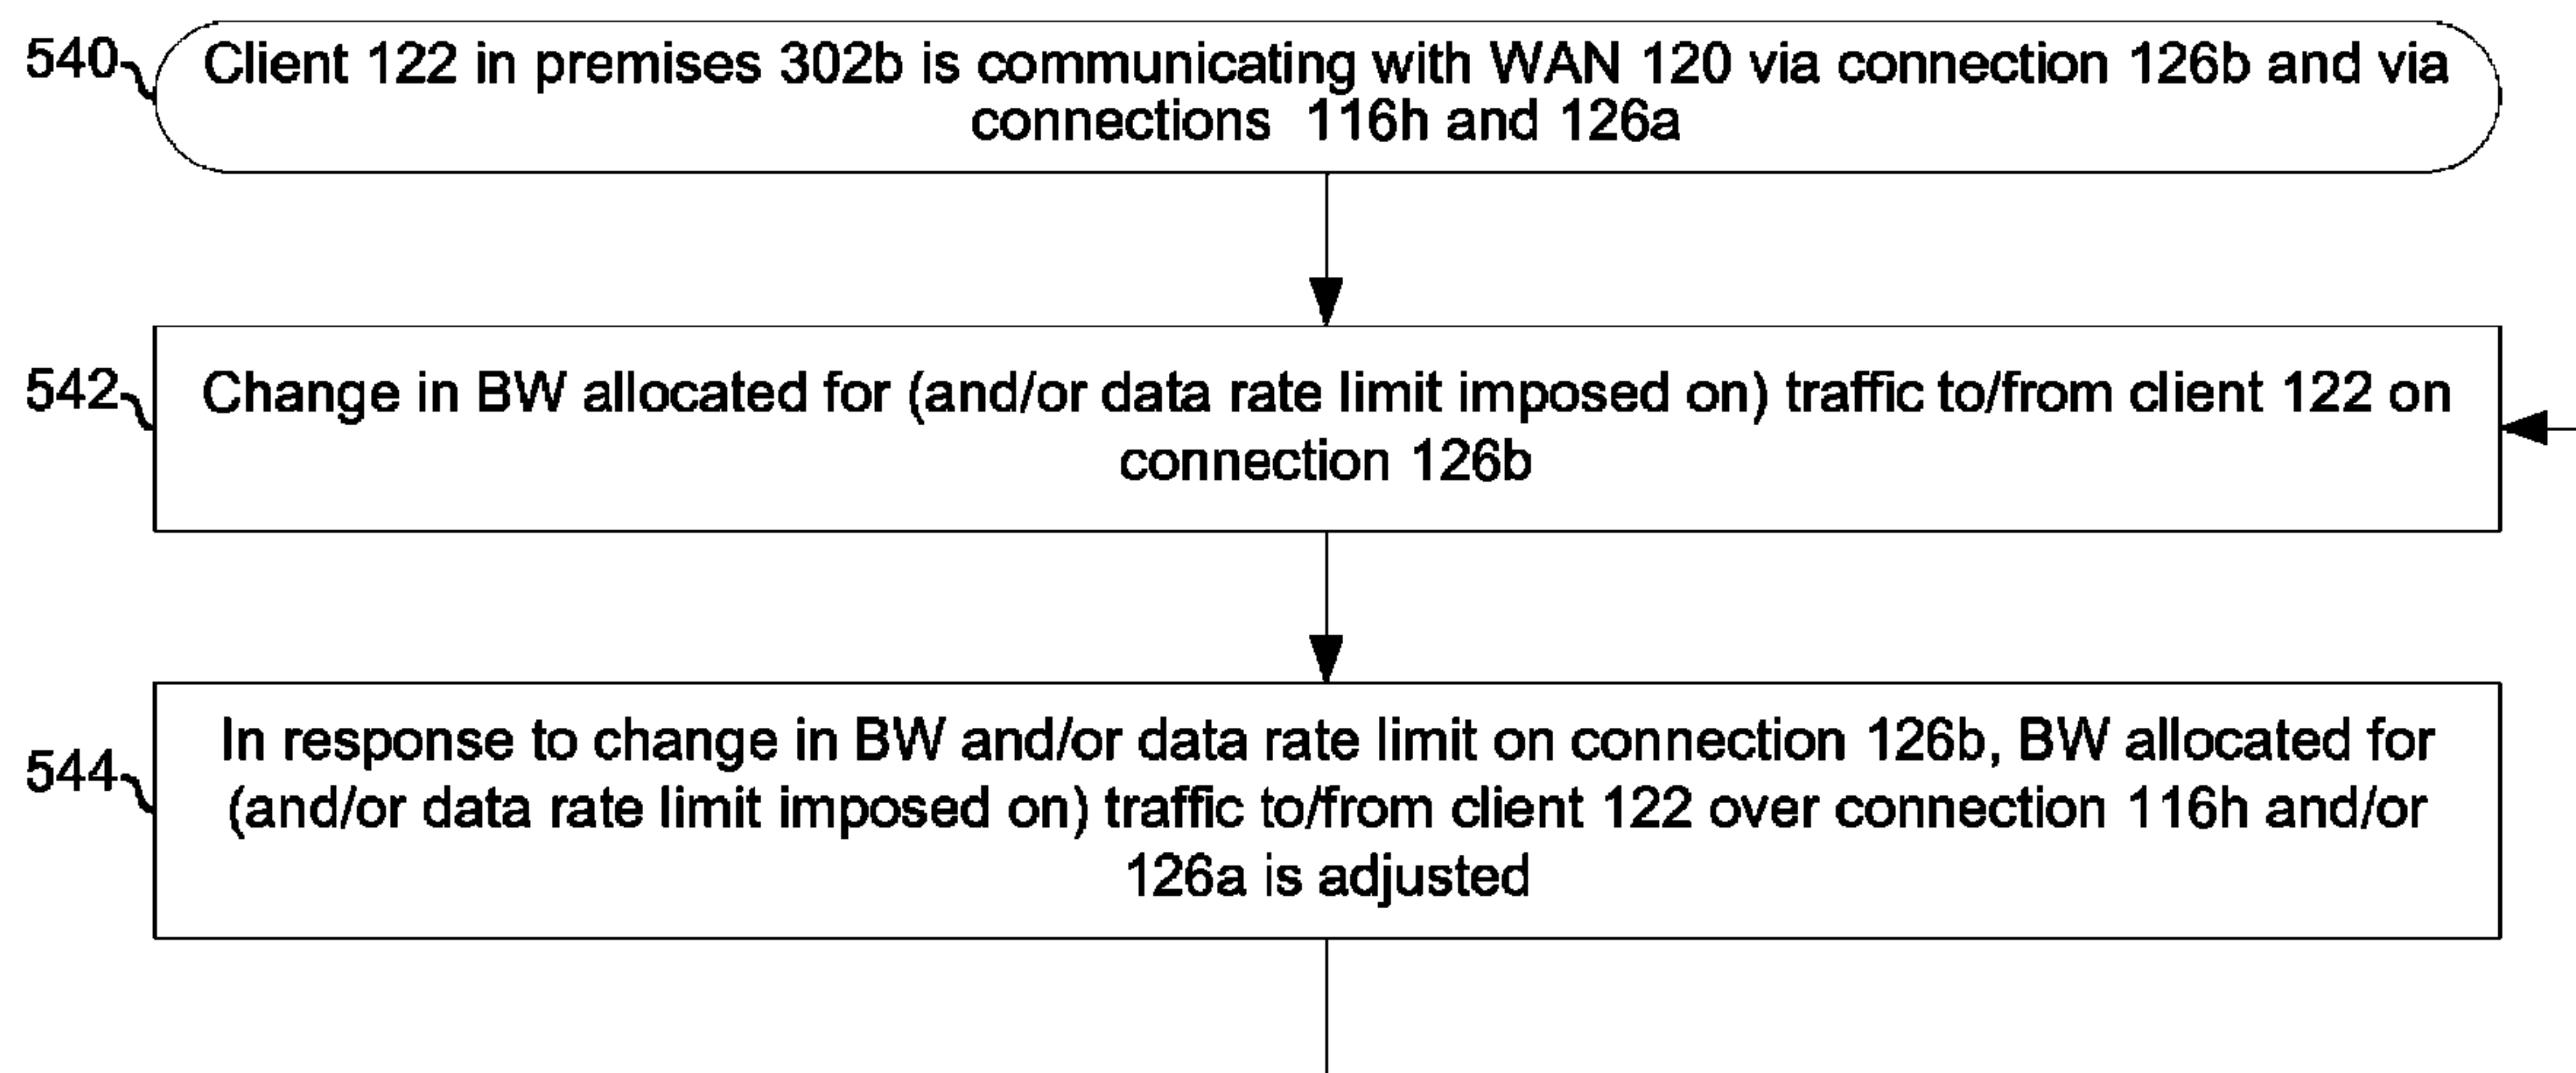 540
Client 122 in premises 302b is communicating with WAN 120 via connection 126b and via
connections 116h and 126a
542
Change in BW allocated for (and/or data rate limit imposed on) traffic to/from client 122 on
connection 126b
544
In response to change in BW and/or data rate limit on connection 126b, BW allocated for
(and/or data rate limit imposed on) traffic to/from client 122 over connection 116h and/or
126a is adjusted